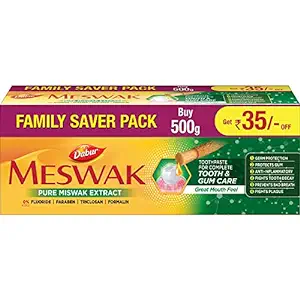 500g
35/-
FAMILY SAVER PACK
Buy
500g
Get ₹35/- OFF
Dabur
MESWAK
PURE MISWAK EXTRACT
0% FLUORIDE | PARABEN | TRICLOSAN | FORMALIN
TOOTHPASTE
FOR COMPLETE
TOOTH &
GUM CARE
Great Mouth Feel
GERM PROTECTION
PROTECTS GUM
ANTI-INFLAMMATORY
FIGHTS TOOTH DECAY
PREVENTS BAD BREATH
FIGHTS PLAQUE